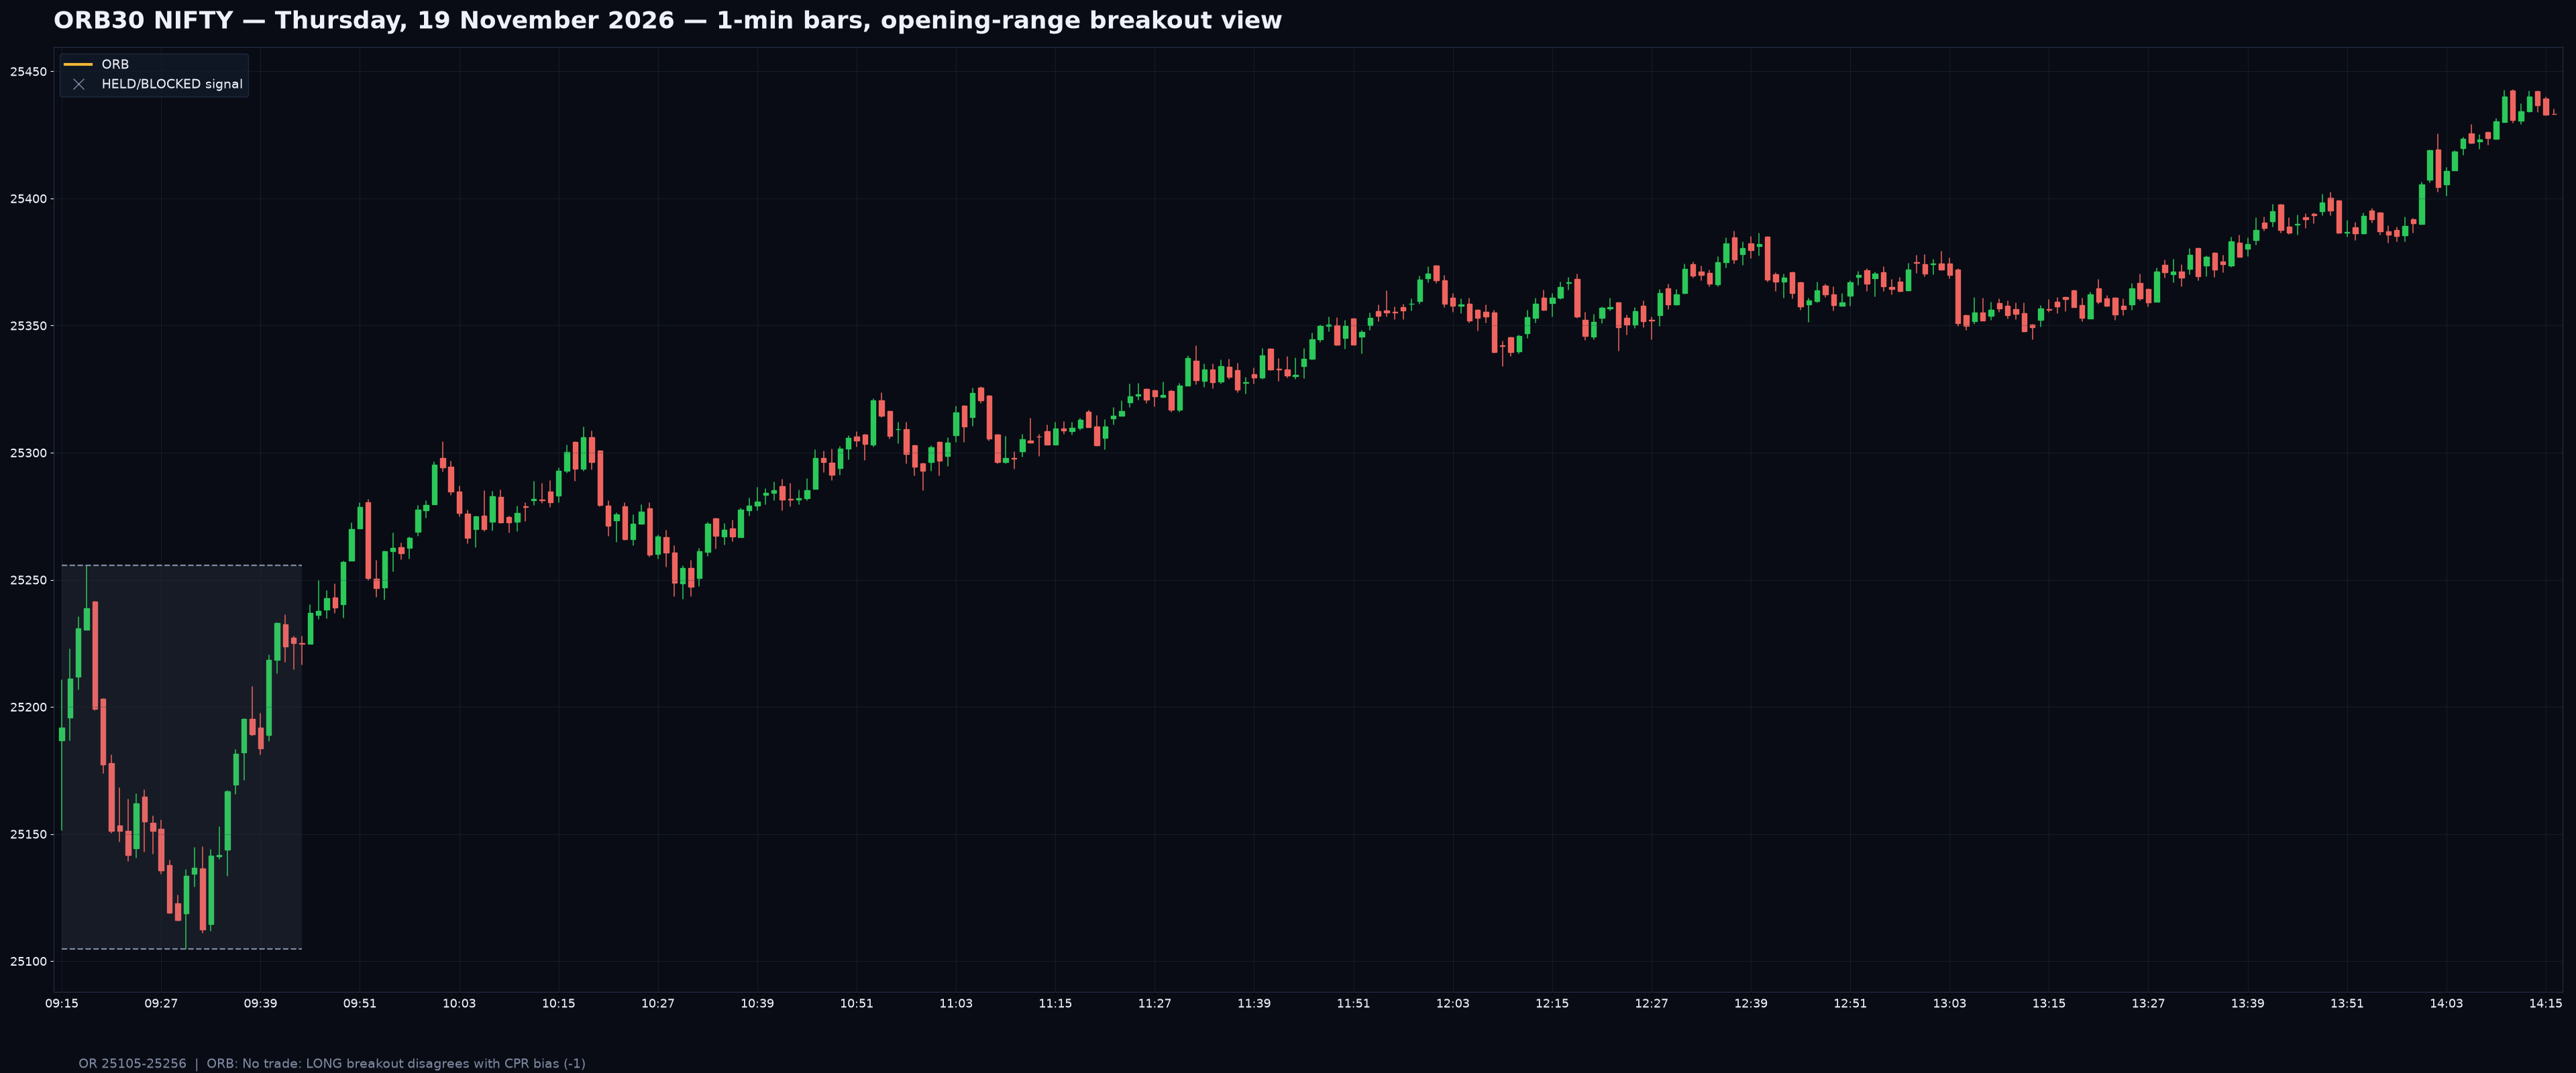 ORB30 NIFTY — Thursday, 19 November 2026 — 1-min bars, opening-range breakout view
ORB
HELD/BLOCKED signal
25450
25400
25350
25300
25250
25200
25150
25100
09:15 09:27 09:39 09:51 10:03 10:15 10:27 10:39 10:51 11:03 11:15 11:27 11:39 11:51 12:03 12:15 12:27 12:39 12:51 13:03 13:15 13:27 13:39 13:51 14:03 14:15
OR 25105-25256 | ORB: No trade: LONG breakout disagrees with CPR bias (-1)